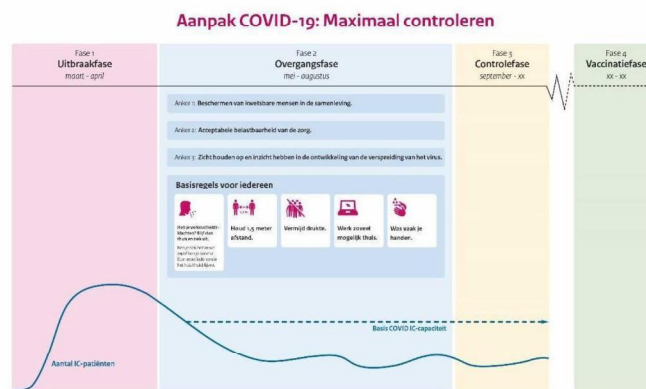 Aanpak COVID-19: Maximaal controleren
Fase 1
Uitbraakfase
maart - april
Fase 2
Overgangsfase
mei - augustus
Fase 3
Controlefase
september - xx
Fase 4
Vaccinatiefase
xx - xx
Anker 1: Beschermen van kwetsbare mensen in de samenleving.
Anker 2: Acceptabele belastbaarheid van de zorg.
Anker 3: Zicht houden op en inzicht hebben in de ontwikkeling van de verspreiding van het virus.
Basisregels voor iedereen
klachten? Blijf dan
thuis
Houd 1,5 meter
afstand.
Vermijd drukte.
Werk zoveel
mogelijk thuis.
Was vaak je
handen.
Basis COVID IC-capaciteit
Aantal IC-patiënten